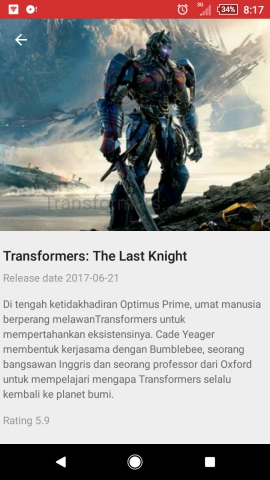 3G
34%
8:17
Transformers:
Transformers: The Last Knight
Release date 2017-06-21
Di tengah ketidakhadiran Optimus Prime, umat manusia
berperang melawanTransformers untuk
mempertahankan eksistensinya. Cade Yeager
membentuk kerjasama dengan Bumblebee, seorang
bangsawan Inggris dan seorang professor dari Oxford
untuk mempelajari mengapa Transformers selalu
kembali ke planet bumi.
Rating 5.9